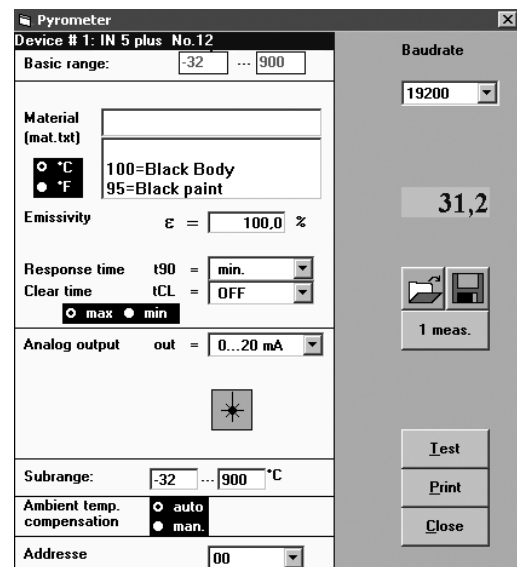 Pyrometer
Device # 1: IN 5 plus No.12
Basic range: -32 ... 900
Material
(mat.txt)
°C
°F
100=Black Body
95=Black paint
Emissivity ε = 100,0 %
Response time t90 = min.
Clear time tCL = OFF
max min
Analog output out = 0...20 mA
Subrange: -32 ... 900 °C
Ambient temp.
compensation
auto
man.
Addresse 00
Baudrate
19200
31,2
1 meas.
Test
Print
Close